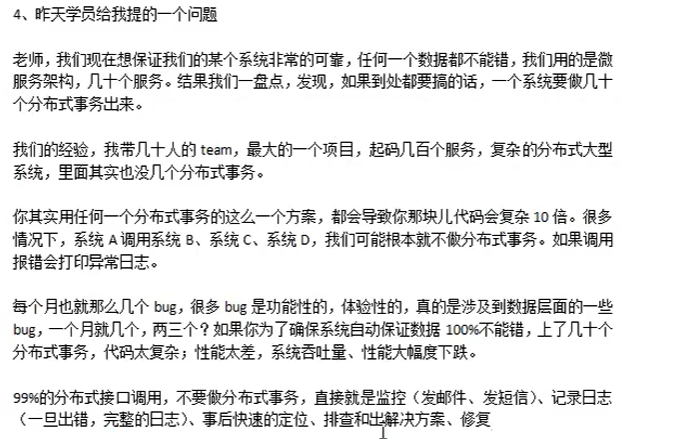 4、昨天学员给我提的一个问题
老师，我们现在想保证我们的某个系统非常的可靠，任何一个数据都不能错，我们用的是微
服务架构，几十个服务。结果我们一盘点，发现，如果到处都要搞的话，一个系统要做几十
个分布式事务出来。
我们的经验，我带几十人的 team，最大的一个项目，起码几百个服务，复杂的分布式大型
系统，里面其实也没几个分布式事务。
你其实用任何一个分布式事务的这么一个方案，都会导致你那块儿代码会复杂 10 倍。很多
情况下，系统 A 调用系统 B、系统 C、系统 D，我们可能根本就不做分布式事务。如果调用
报错会打印异常日志。
每个月也就那么几个 bug，很多 bug 是功能性的，体验性的，真的是涉及到数据层面的一些
bug，一个月就几个，两三个？如果你为了确保系统自动保证数据 100%不能错，上了几十个
分布式事务，代码太复杂；性能太差，系统吞吐量、性能大幅度下跌。
99%的分布式接口调用，不要做分布式事务，直接就是监控（发邮件、发短信）、记录日志
（一旦出错，完整的日志）、事后快速的定位、排查和出解决方案、修复